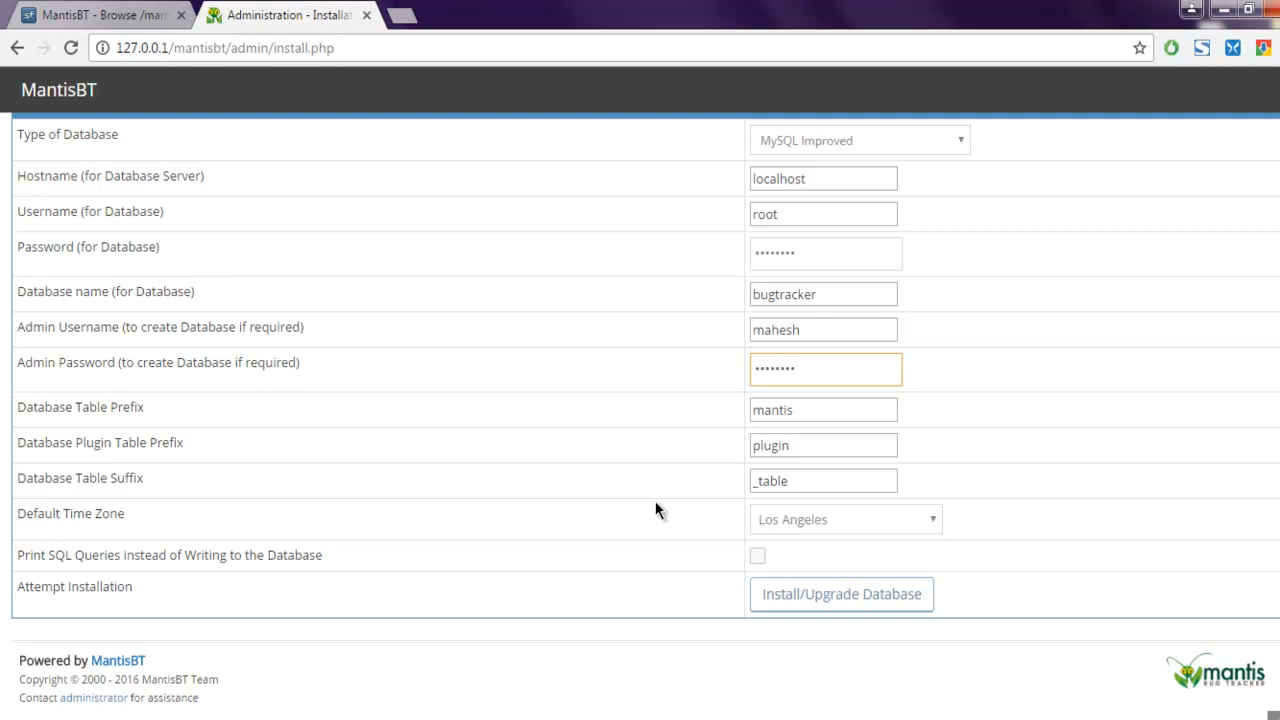 MantisBT - Browse /man
Administration - Installat
127.0.0.1/mantisbt/admin/install.php
MantisBT
Type of Database MySQL Improved
Hostname (for Database Server) localhost
Username (for Database) root
Password (for Database) ••••••••
Database name (for Database) bugtracker
Admin Username (to create Database if required) mahesh
Admin Password (to create Database if required) ••••••••
Database Table Prefix mantis
Database Plugin Table Prefix plugin
Database Table Suffix _table
Default Time Zone Los Angeles
Print SQL Queries instead of Writing to the Database
Attempt Installation Install/Upgrade Database
Powered by MantisBT
Copyright © 2000 - 2016 MantisBT Team
Contact administrator for assistance
mantis
BUG TRACKER